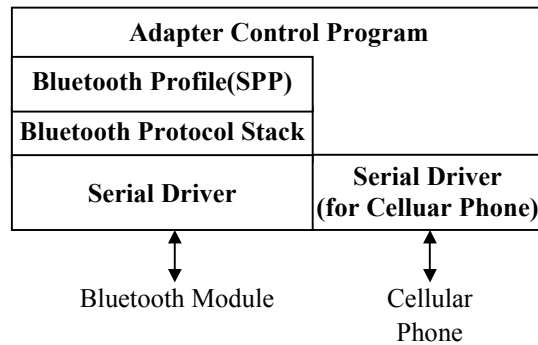 Adapter Control Program
Bluetooth Profile(SPP)
Bluetooth Protocol Stack
Serial Driver
Serial Driver
(for Celluar Phone)
Bluetooth Module
Cellular
Phone